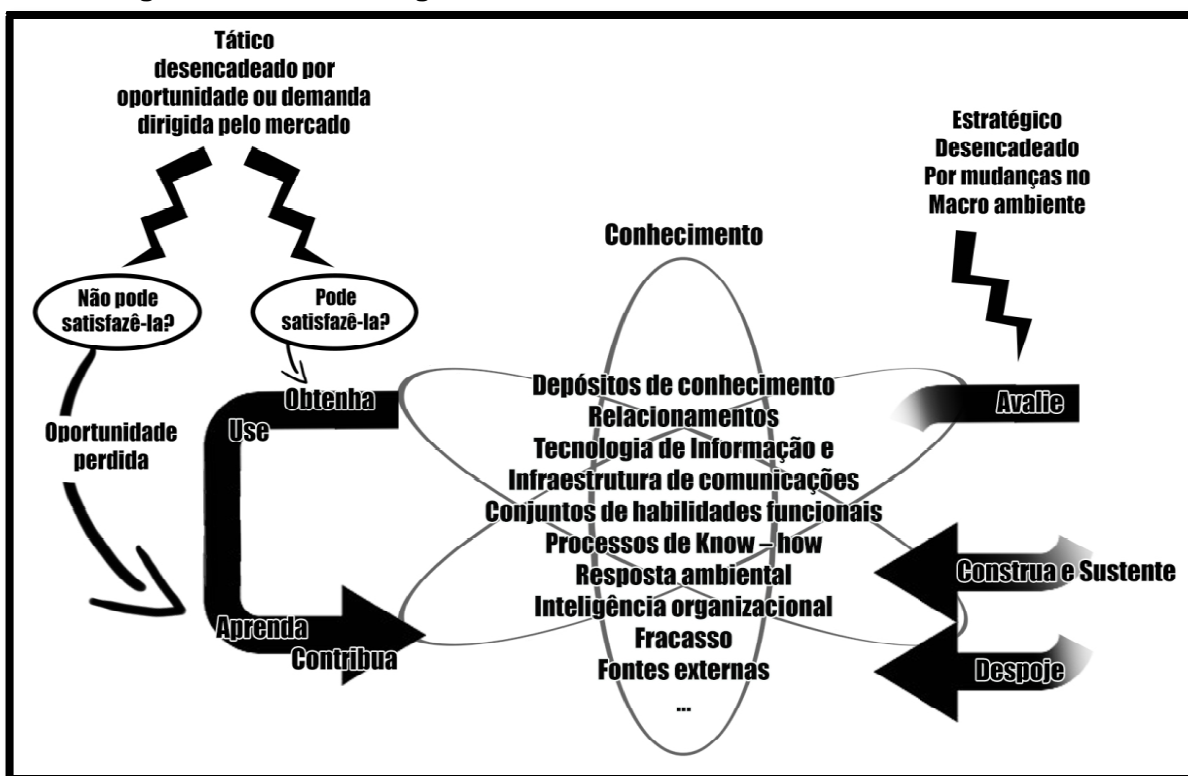 Tático
desencadeado por
oportunidade ou demanda
dirigida pelo mercado
Estratégico
Desencadeado
Por mudanças no
Macro ambiente
Conhecimento
Não pode
satisfazê-la?
Pode
satisfazê-la?
Oportunidade
perdida
Obtenha
Use
Aprenda
Contribua
Depósitos de conhecimento
Relacionamentos
Tecnologia de Informação e
Infraestrutura de comunicações
Conjuntos de habilidades funcionais
Processos de Know – how
Resposta ambiental
Inteligência organizacional
Fracasso
Fontes externas
...
Avalie
Construa e Sustente
Despoje